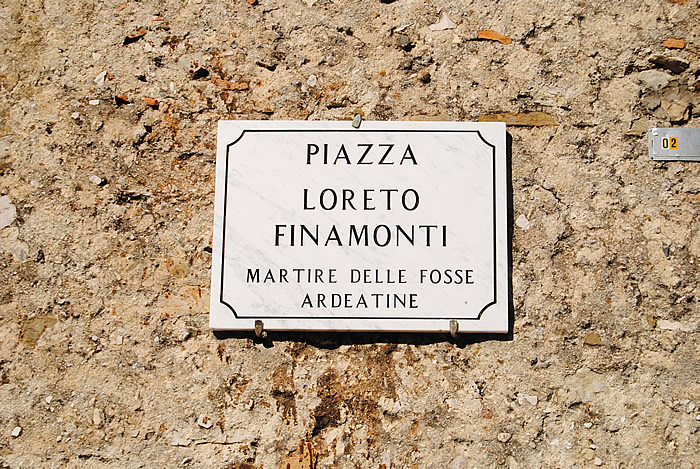 PIAZZA
LORETO
FINAMONTI
MARTIRE DELLE FOSSE
ARDEATINE
02